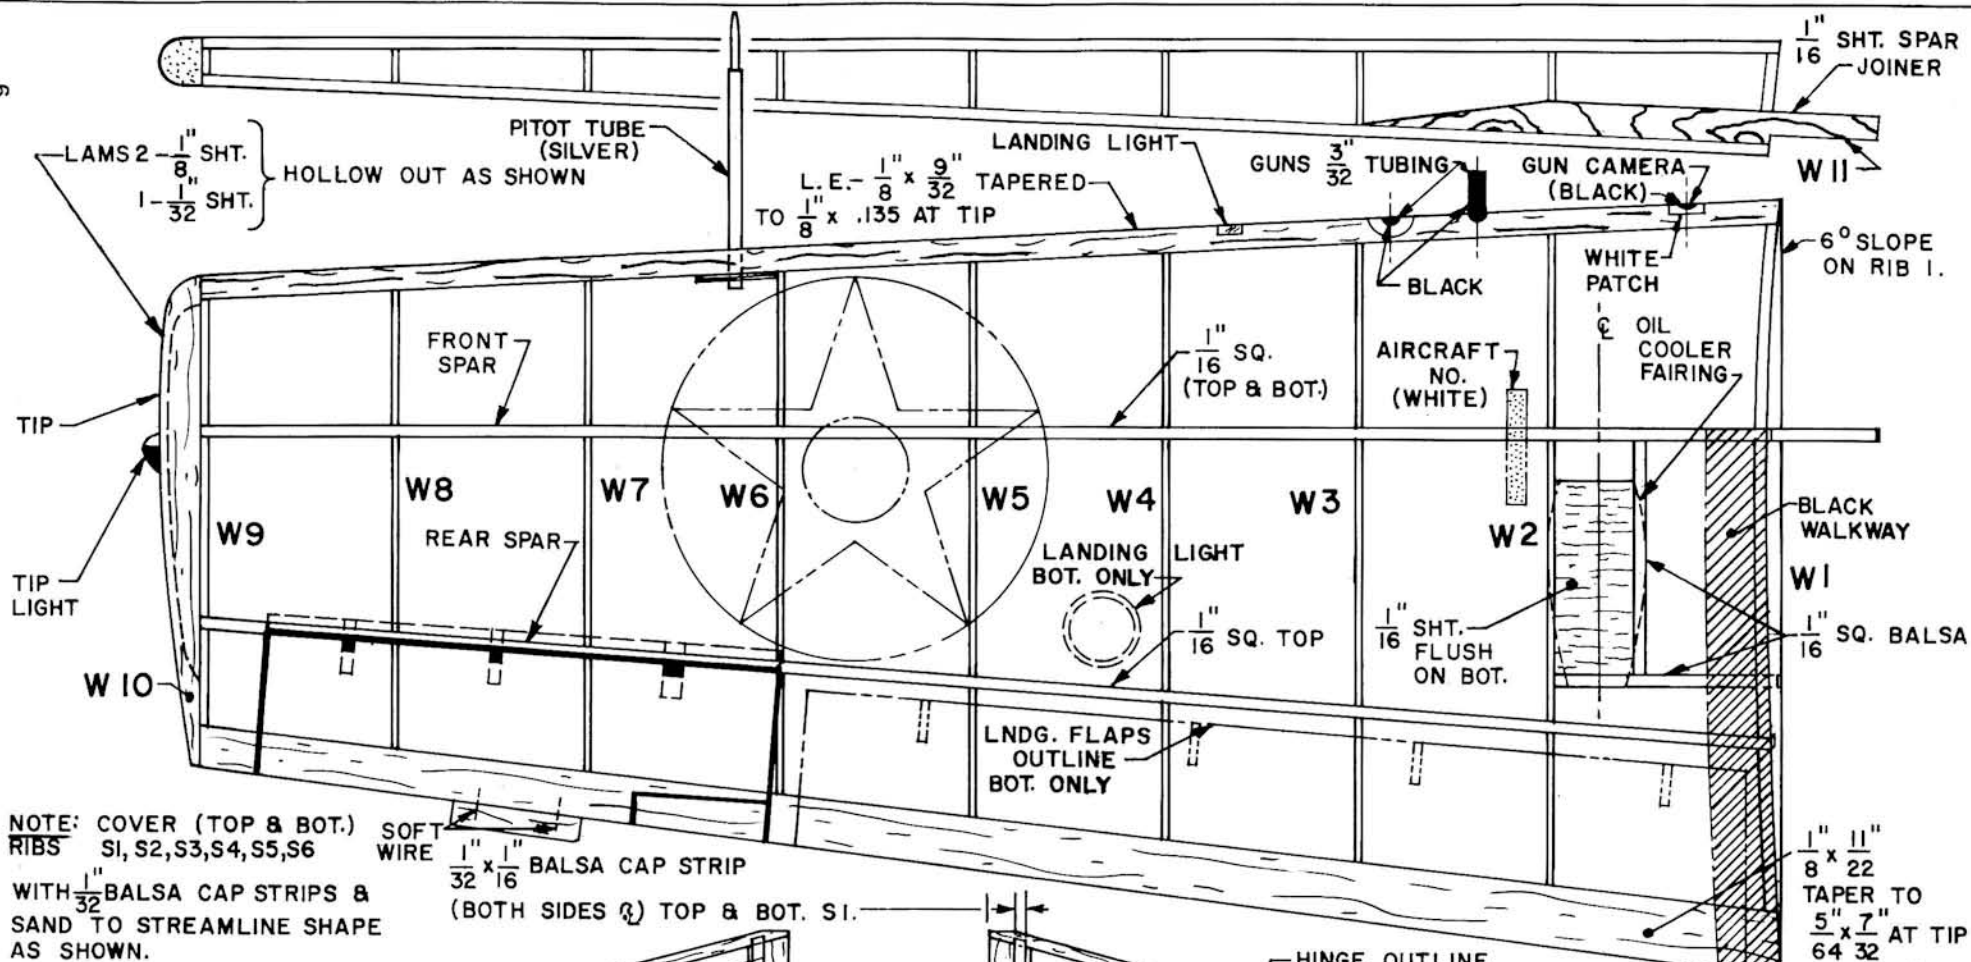 1/16" SHT. SPAR
JOINER
LAMS 2 - 1/8" SHT.
1 - 1/32" SHT.
HOLLOW OUT AS SHOWN
PITOT TUBE
(SILVER)
L.E. - 1/8" x 9/32" TAPERED
TO 1/8" x .135 AT TIP
LANDING LIGHT
GUNS 3/32" TUBING
GUN CAMERA
(BLACK)
W 11
6° SLOPE
ON RIB 1.
WHITE
PATCH
BLACK
FRONT
SPAR
1/16" SQ.
(TOP & BOT.)
AIRCRAFT
NO.
(WHITE)
℄ OIL
COOLER
FAIRING
TIP
TIP
LIGHT
W9
W8
W7
W6
W5
W4
W3
W2
W1
REAR SPAR
LANDING LIGHT
BOT. ONLY
BLACK
WALKWAY
1/16" SQ. TOP
1/16" SHT.
FLUSH
ON BOT.
1/16" SQ. BALSA
W 10
LNDG. FLAPS
OUTLINE
BOT. ONLY
NOTE: COVER (TOP & BOT.)
RIBS S1, S2, S3, S4, S5, S6
WITH 1/32" BALSA CAP STRIPS &
SAND TO STREAMLINE SHAPE
AS SHOWN.
SOFT
WIRE
1/32" x 1/16" BALSA CAP STRIP
(BOTH SIDES ℄) TOP & BOT. S1.
1/8" x 11/22"
TAPER TO
5/64" x 7/32" AT TIP
HINGE OUTLINE